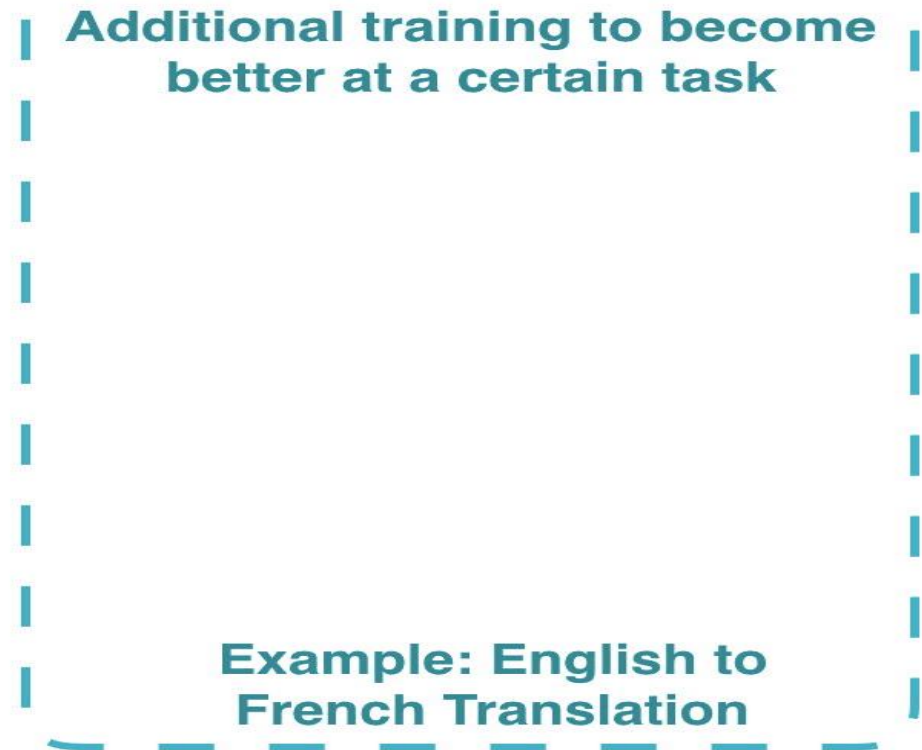 Additional training to become
better at a certain task
Example: English to
French Translation